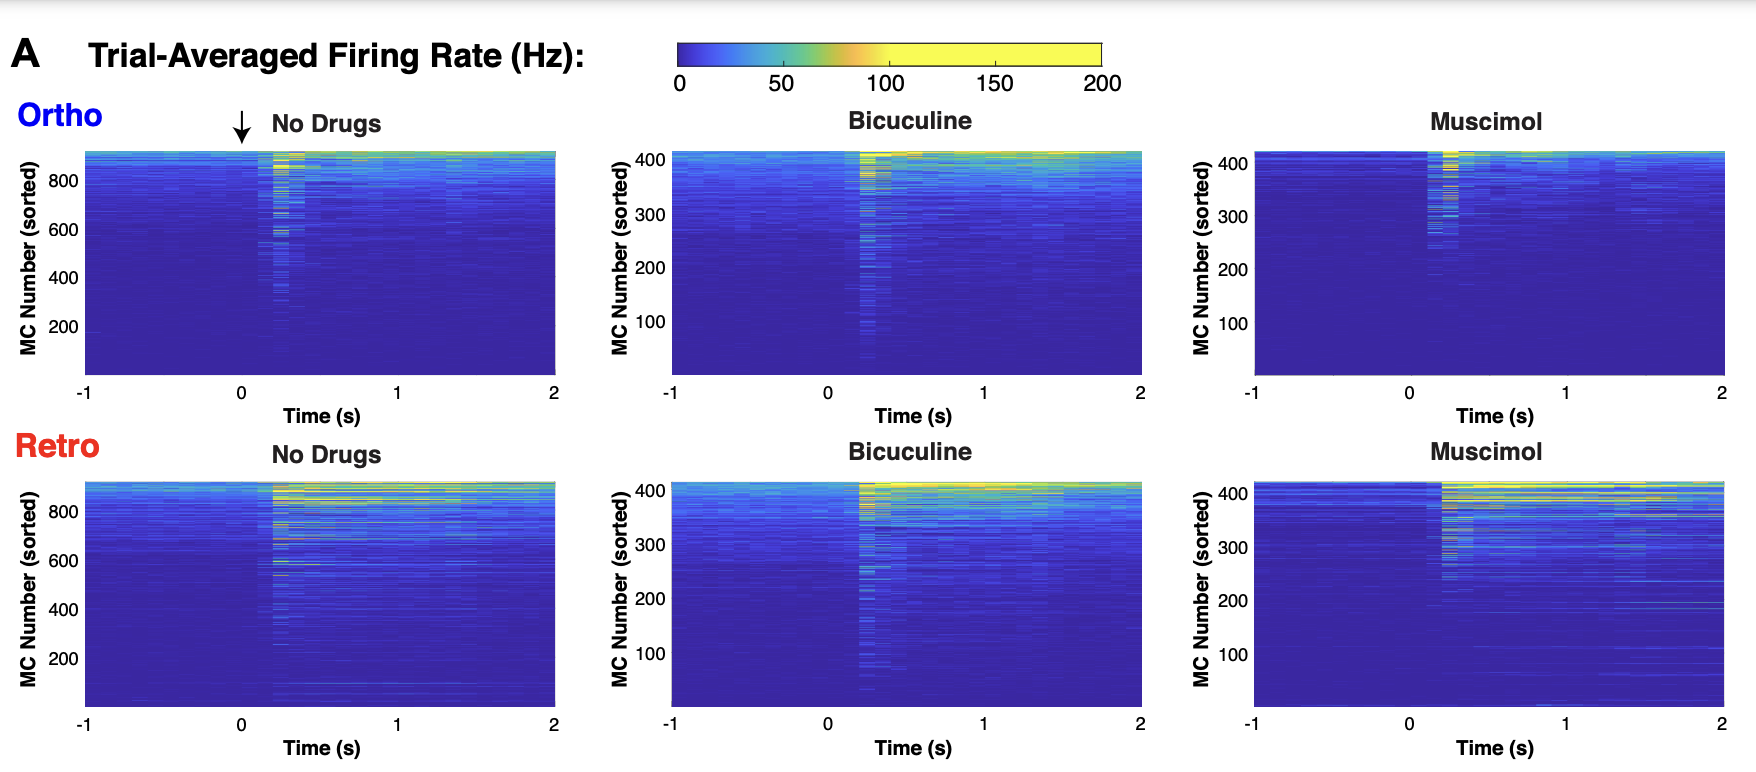 A Trial-Averaged Firing Rate (Hz):
0 50 100 150 200
Ortho
No Drugs
Bicuculine
Muscimol
MC Number (sorted)
800
600
400
200
-1 0 1 2
Time (s)
MC Number (sorted)
400
300
200
100
-1 0 1 2
Time (s)
MC Number (sorted)
400
300
200
100
-1 0 1 2
Time (s)
Retro
No Drugs
Bicuculine
Muscimol
MC Number (sorted)
800
600
400
200
-1 0 1 2
Time (s)
MC Number (sorted)
400
300
200
100
-1 0 1 2
Time (s)
MC Number (sorted)
400
300
200
100
-1 0 1 2
Time (s)